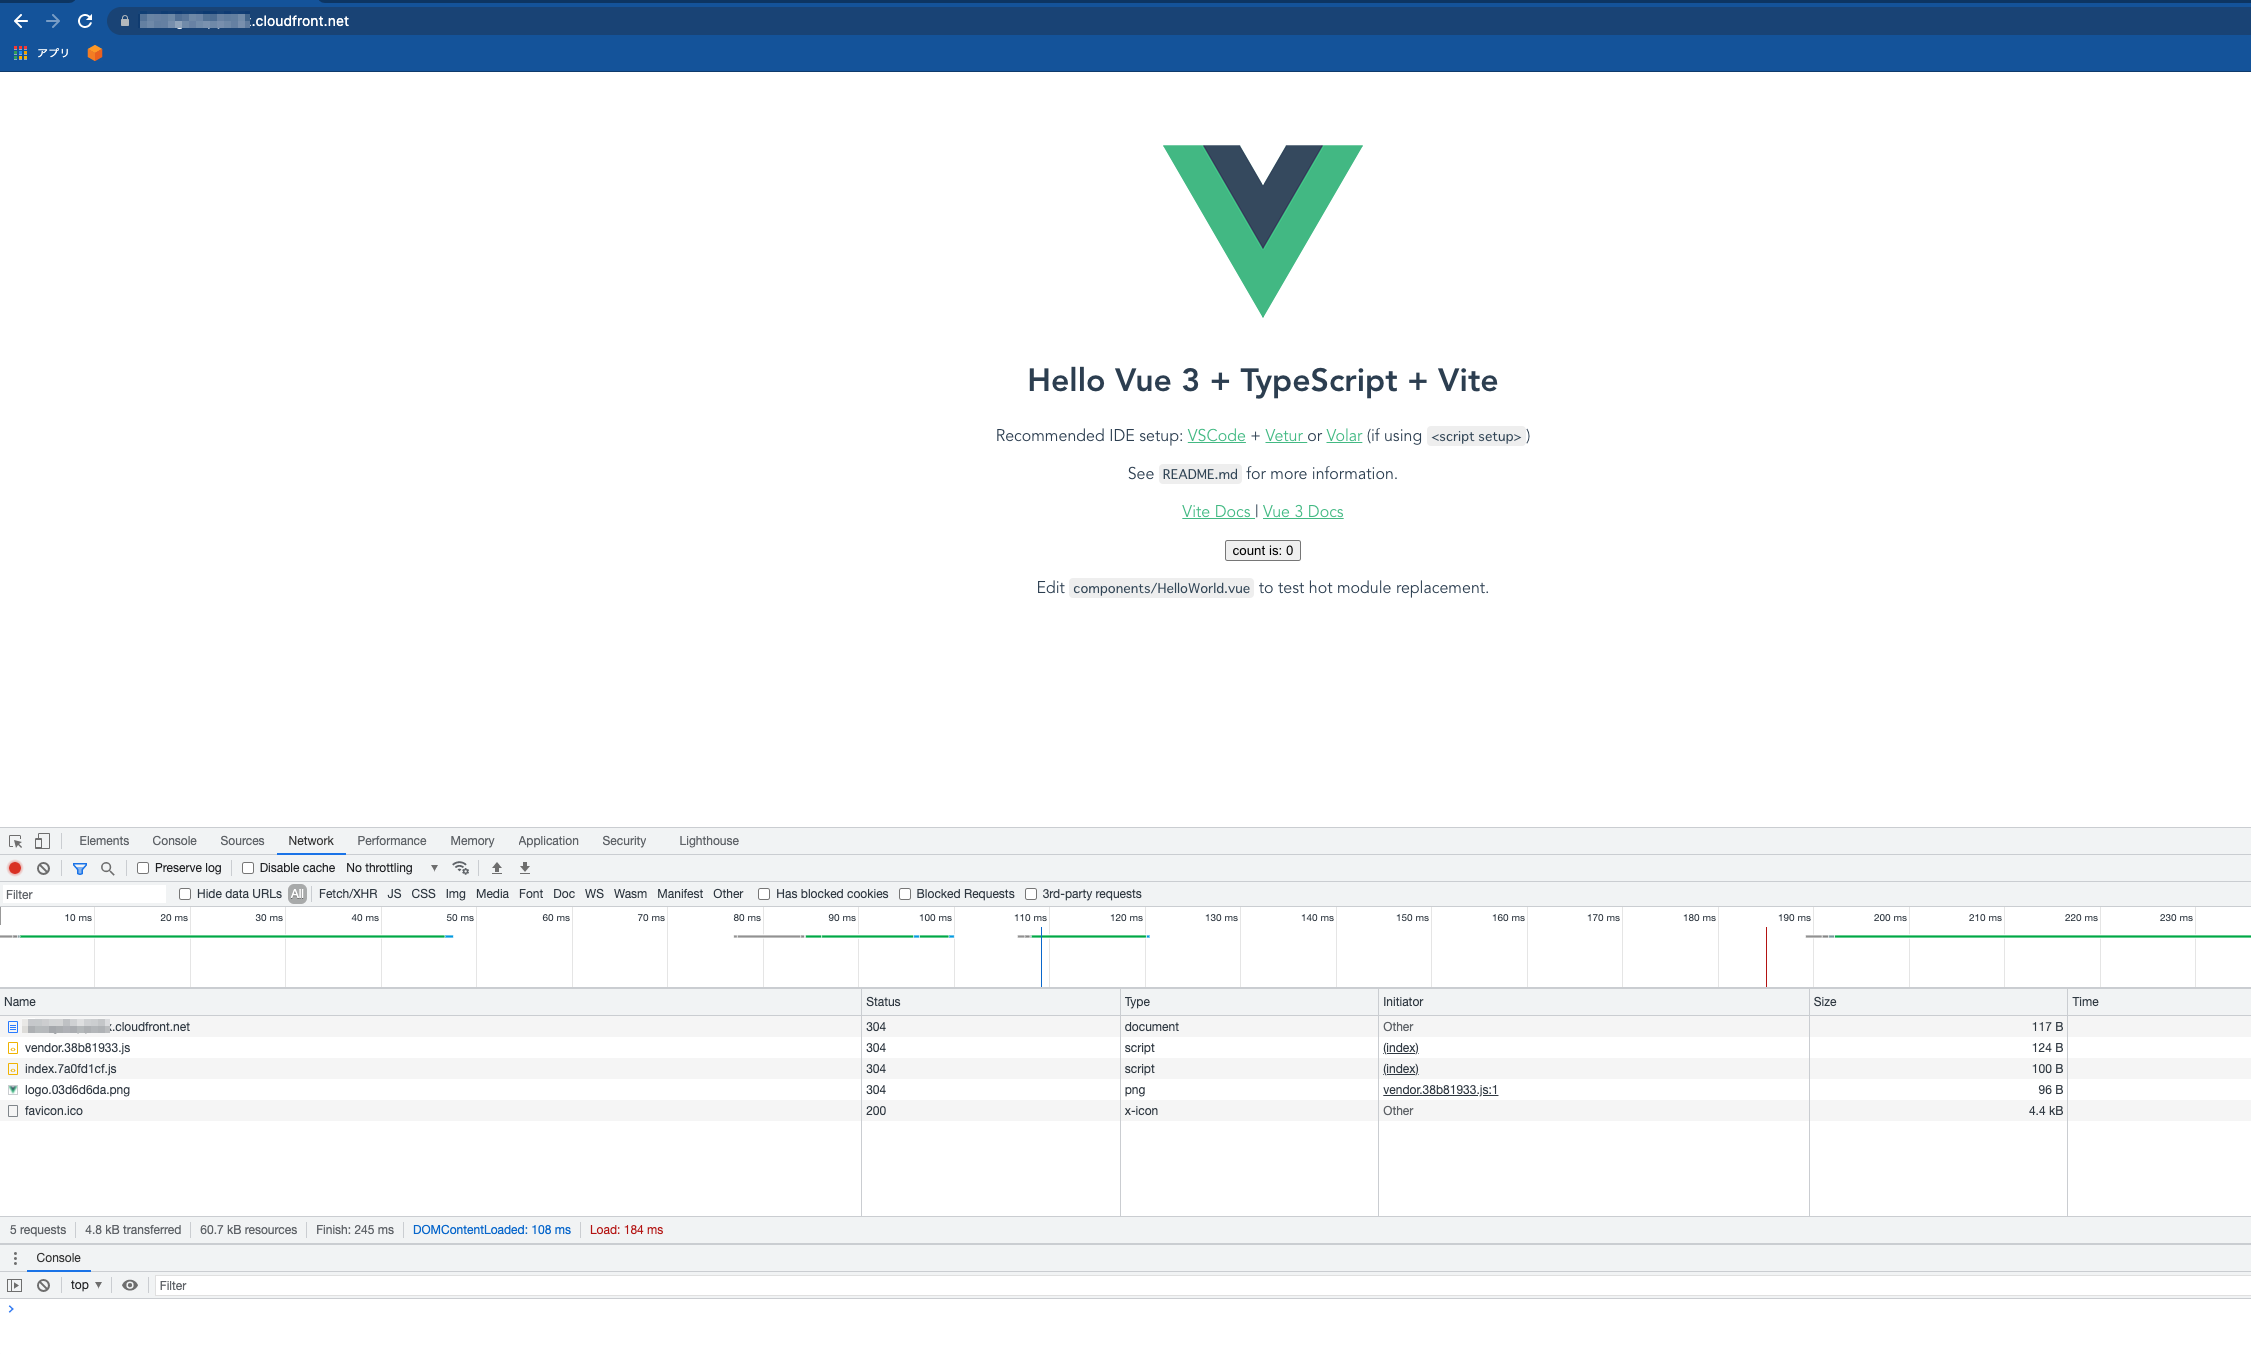 .cloudfront.net
アプリ
Hello Vue 3 + TypeScript + Vite
Recommended IDE setup: VSCode + Vetur or Volar (if using <script setup>)
See README.md for more information.
Vite Docs | Vue 3 Docs
count is: 0
Edit components/HelloWorld.vue to test hot module replacement.
Elements Console Sources Network Performance Memory Application Security Lighthouse
Preserve log Disable cache No throttling
Filter Hide data URLs All Fetch/XHR JS CSS Img Media Font Doc WS Wasm Manifest Other Has blocked cookies Blocked Requests 3rd-party requests
10 ms 20 ms 30 ms 40 ms 50 ms 60 ms 70 ms 80 ms 90 ms 100 ms 110 ms 120 ms 130 ms 140 ms 150 ms 160 ms 170 ms 180 ms 190 ms 200 ms 210 ms 220 ms 230 ms
Name Status Type Initiator Size Time
.cloudfront.net 304 document Other 117 B
vendor.38b81933.js 304 script (index) 124 B
index.7a0fd1cf.js 304 script (index) 100 B
logo.03d6d6da.png 304 png vendor.38b81933.js:1 96 B
favicon.ico 200 x-icon Other 4.4 kB
5 requests 4.8 kB transferred 60.7 kB resources Finish: 245 ms DOMContentLoaded: 108 ms Load: 184 ms
Console
top Filter